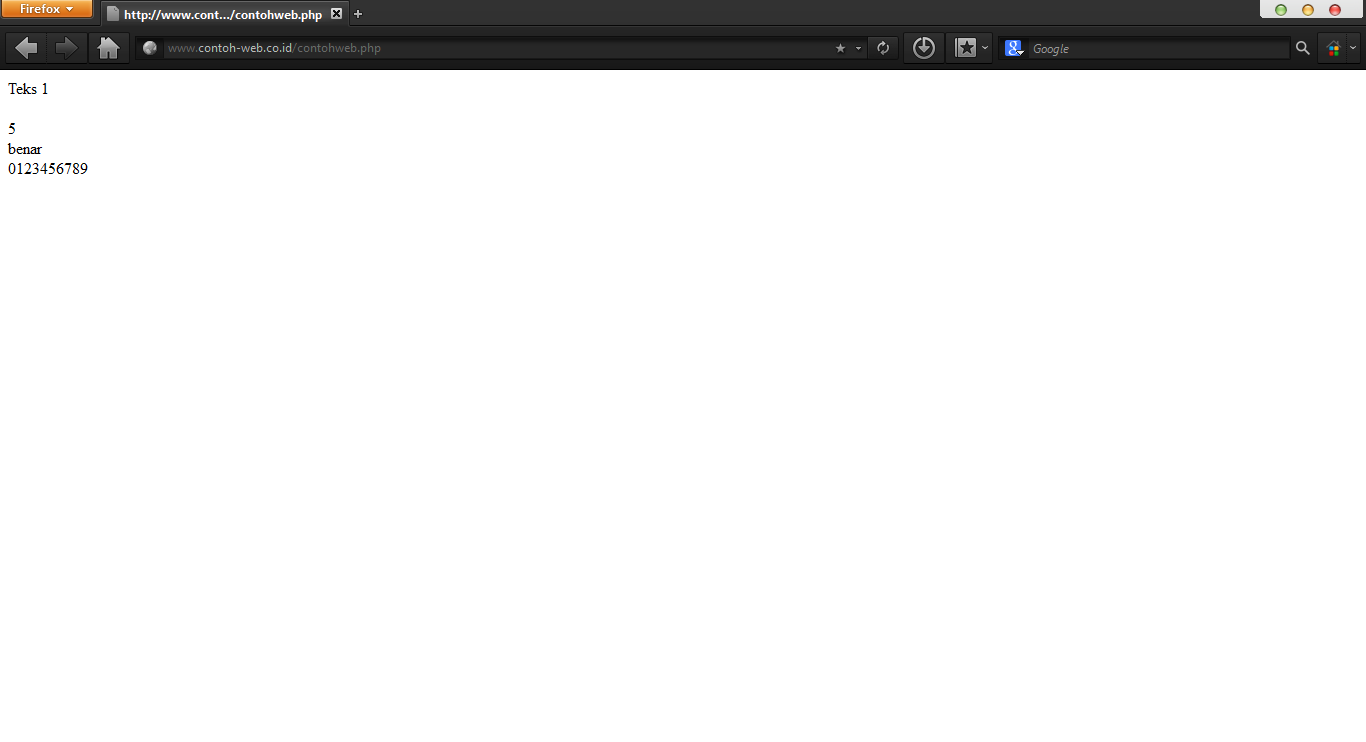 Firefox
http://www.cont.../contohweb.php
www.contoh-web.co.id/contohweb.php
Google
Teks 1
5
benar
0123456789